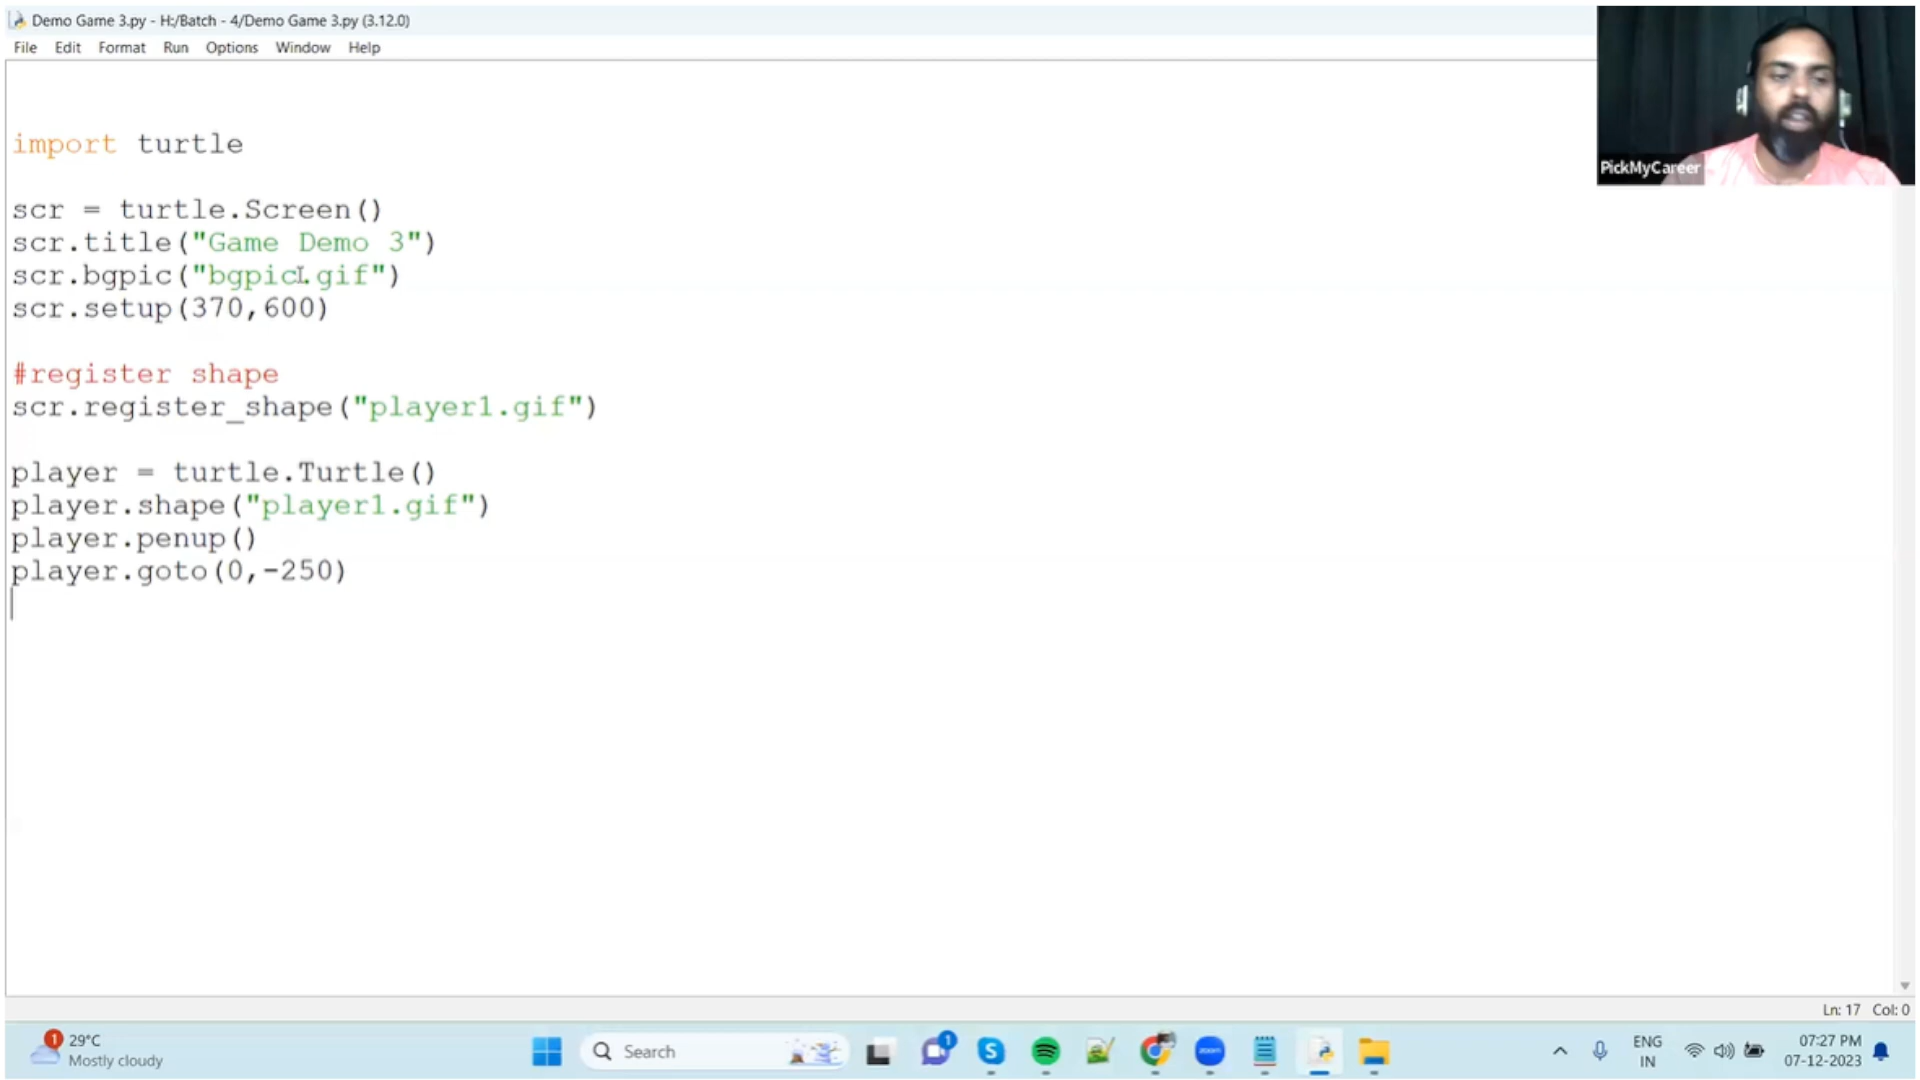 Demo Game 3.py - H:/Batch - 4/Demo Game 3.py (3.12.0)
File Edit Format Run Options Window Help
PickMyCareer
import turtle
scr = turtle.Screen()
scr.title("Game Demo 3")
scr.bgpic("bgpic.gif")
scr.setup(370,600)
#register shape
scr.register_shape("player1.gif")
player = turtle.Turtle()
player.shape("player1.gif")
player.penup()
player.goto(0,-250)
Ln: 17 Col: 0
1
29°C
Mostly cloudy
Search
1
zoom
ENG
IN
07:27 PM
07-12-2023